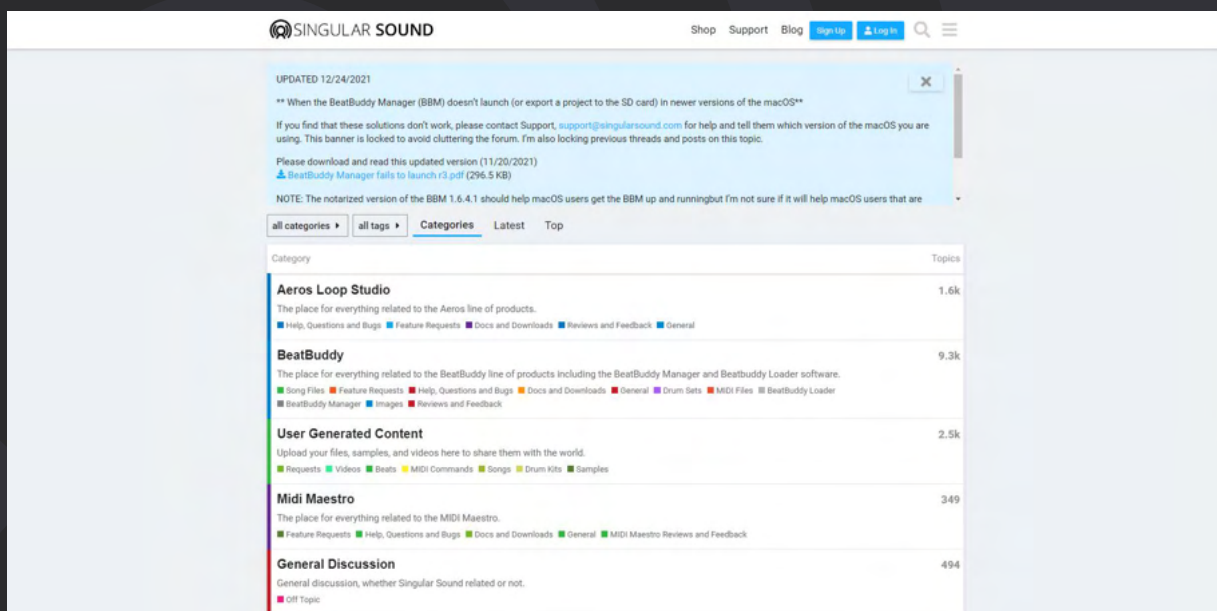 SINGULAR SOUND
Shop Support Blog Sign Up Log In
UPDATED 12/24/2021
** When the BeatBuddy Manager (BBM) doesn't launch (or export a project to the SD card) in newer versions of the macOS**
If you find that these solutions don't work, please contact Support, support@singularsound.com for help and tell them which version of the macOS you are
using. This banner is locked to avoid cluttering the forum. I'm also locking previous threads and posts on this topic.
Please download and read this updated version (11/20/2021)
BeatBuddy Manager fails to launch r3.pdf (296.5 KB)
NOTE: The notarized version of the BBM 1.6.4.1 should help macOS users get the BBM up and runningbut I'm not sure if it will help macOS users that are
all categories all tags Categories Latest Top
Category Topics
Aeros Loop Studio 1.6k
The place for everything related to the Aeros line of products.
Help, Questions and Bugs Feature Requests Docs and Downloads Reviews and Feedback General
BeatBuddy 9.3k
The place for everything related to the BeatBuddy line of products including the BeatBuddy Manager and Beatbuddy Loader software.
Song Files Feature Requests Help, Questions and Bugs Docs and Downloads General Drum Sets MIDI Files BeatBuddy Loader
BeatBuddy Manager Images Reviews and Feedback
User Generated Content 2.5k
Upload your files, samples, and videos here to share them with the world.
Requests Videos Beats MIDI Commands Songs Drum Kits Samples
Midi Maestro 349
The place for everything related to the MIDI Maestro.
Feature Requests Help, Questions and Bugs Docs and Downloads General MIDI Maestro Reviews and Feedback
General Discussion 494
General discussion, whether Singular Sound related or not.
Off Topic